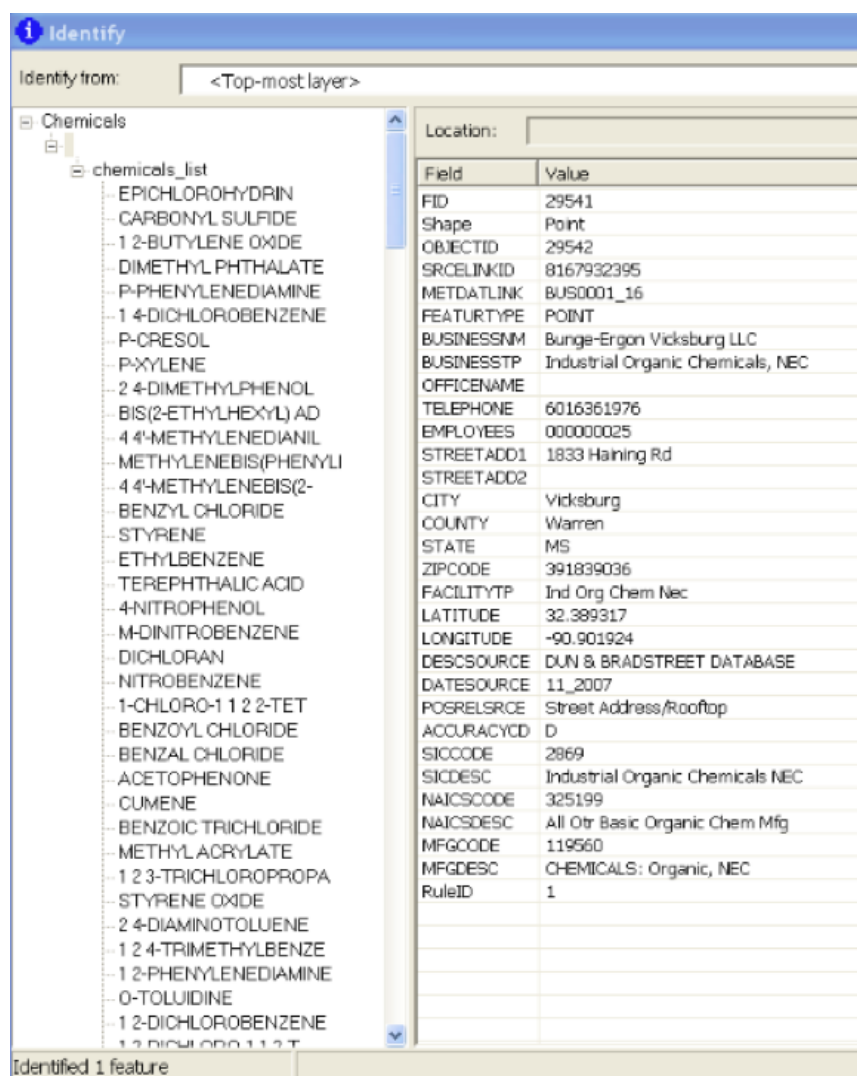 Identify
Identify from: <Top-most layer>
Chemicals
chemicals_list
EPICHLOROHYDRIN
CARBONYL SULFIDE
1 2-BUTYLENE OXIDE
DIMETHYL PHTHALATE
P-PHENYLENEDIAMINE
1 4-DICHLOROBENZENE
P-CRESOL
P-XYLENE
2 4-DIMETHYLPHENOL
BIS(2-ETHYLHEXYL) AD
4 4'-METHYLENEDIANIL
METHYLENEBIS(PHENYLI
4 4'-METHYLENEBIS(2-
BENZYL CHLORIDE
STYRENE
ETHYLBENZENE
TEREPHTHALIC ACID
4-NITROPHENOL
M-DINITROBENZENE
DICHLORAN
NITROBENZENE
1-CHLORO-1 1 2 2-TET
BENZOYL CHLORIDE
BENZAL CHLORIDE
ACETOPHENONE
CUMENE
BENZOIC TRICHLORIDE
METHYL ACRYLATE
1 2 3-TRICHLOROPROPA
STYRENE OXIDE
2 4-DIAMINOTOLUENE
1 2 4-TRIMETHYLBENZE
1 2-PHENYLENEDIAMINE
O-TOLUIDINE
1 2-DICHLOROBENZENE
1 2 DICHLORO 1 1 2 T
Location:
Field Value
FID 29541
Shape Point
OBJECTID 29542
SRCELINKID 8167932395
METDATLINK BUS0001_16
FEATURTYPE POINT
BUSINESSNM Bunge-Ergon Vicksburg LLC
BUSINESSTP Industrial Organic Chemicals, NEC
OFFICENAME
TELEPHONE 6016361976
EMPLOYEES 000000025
STREETADD1 1833 Haining Rd
STREETADD2
CITY Vicksburg
COUNTY Warren
STATE MS
ZIPCODE 391839036
FACILITYTP Ind Org Chem Nec
LATITUDE 32.389317
LONGITUDE -90.901924
DESCSOURCE DUN & BRADSTREET DATABASE
DATESOURCE 11_2007
POSRELSRCE Street Address/Rooftop
ACCURACYCD D
SICCODE 2869
SICDESC Industrial Organic Chemicals NEC
NAICSCODE 325199
NAICSDESC All Otr Basic Organic Chem Mfg
MFGCODE 119560
MFGDESC CHEMICALS: Organic, NEC
RuleID 1
Identified 1 feature